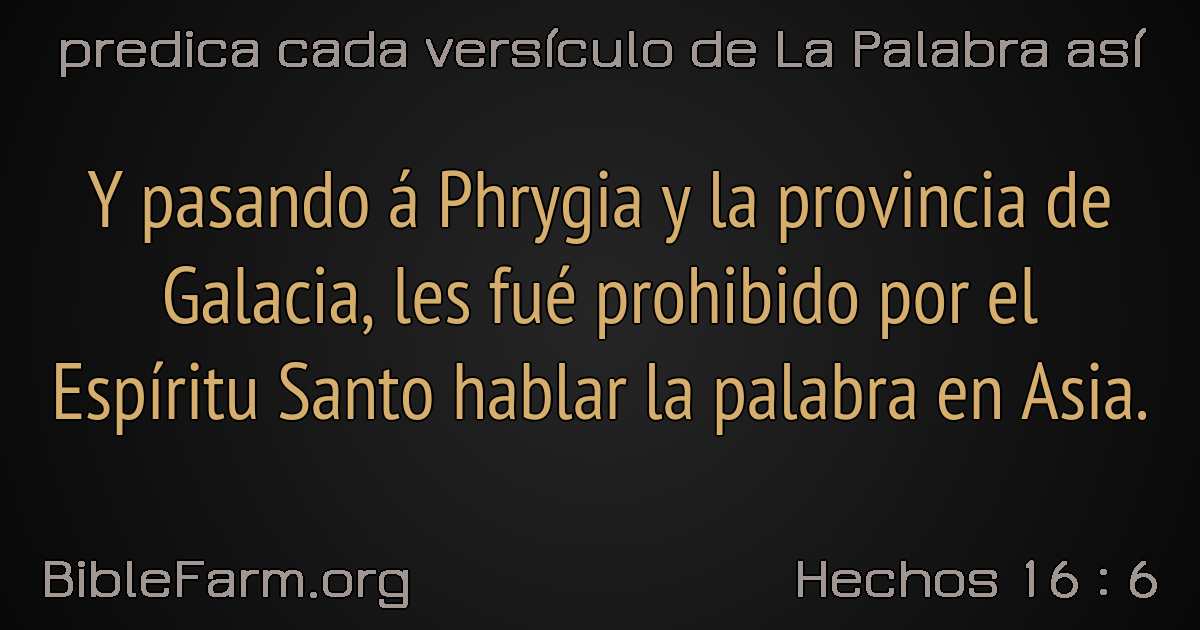 predica cada versículo de La Palabra así
Y pasando á Phrygia y la provincia de
Galacia, les fué prohibido por el
Espíritu Santo hablar la palabra en Asia.
BibleFarm.org
Hechos 16 : 6